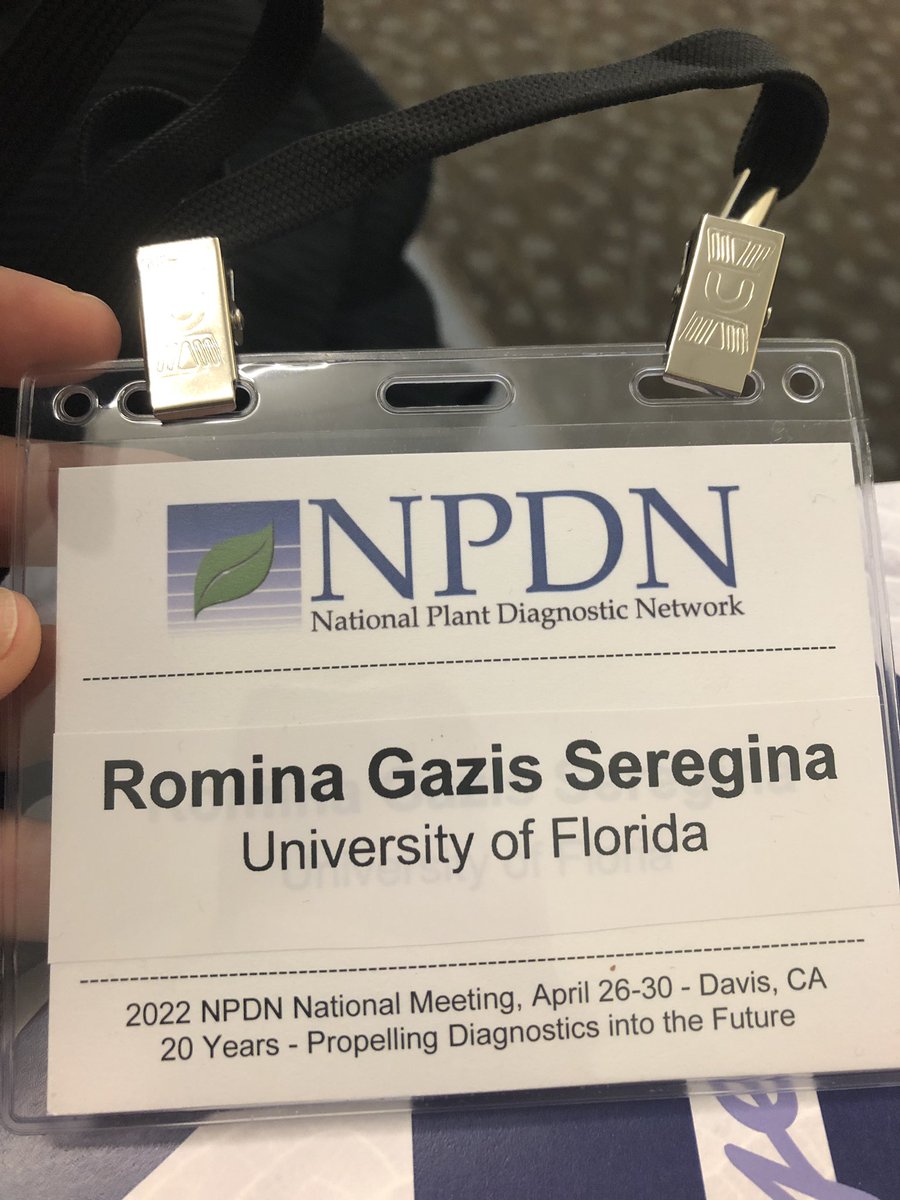 NPDN
National Plant Diagnostic Network
Romina Gazis Seregina
University of Florida
2022 NPDN National Meeting, April 26-30 - Davis, CA
20 Years - Propelling Diagnostics into the Future